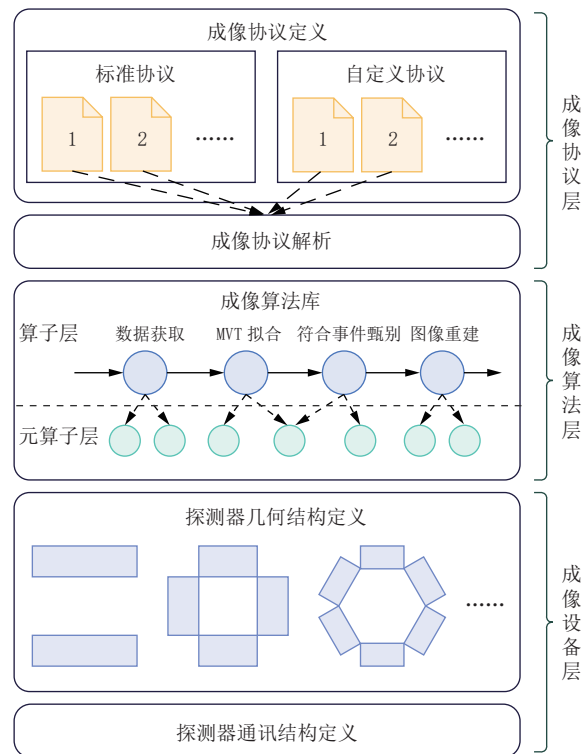 成像协议定义
标准协议
自定义协议
1
2
……
1
2
……
成像协议解析
成像协议层
成像算法库
算子层
数据获取
MVT 拟合
符合事件甄别
图像重建
元算子层
成像算法层
探测器几何结构定义
……
探测器通讯结构定义
成像设备层